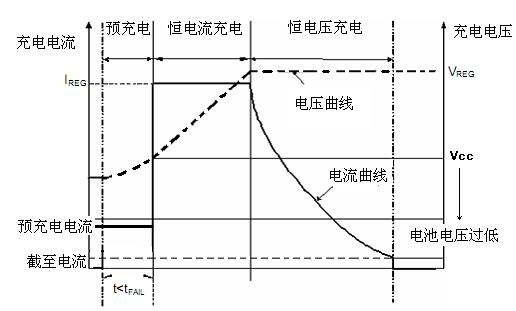 充电电流
预充电
恒电流充电
恒电压充电
充电电压
IREG
VREG
电压曲线
Vcc
电流曲线
预充电电流
电池电压过低
截至电流
t<tFAIL